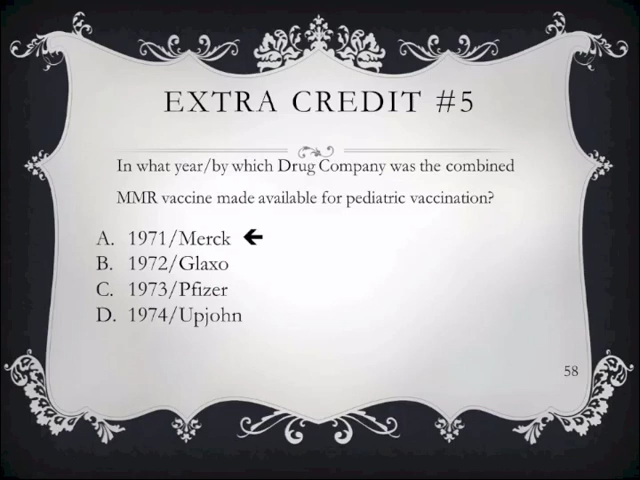 EXTRA CREDIT #5
In what year/by which Drug Company was the combined
MMR vaccine made available for pediatric vaccination?
A. 1971/Merck 🡸
B. 1972/Glaxo
C. 1973/Pfizer
D. 1974/Upjohn
58